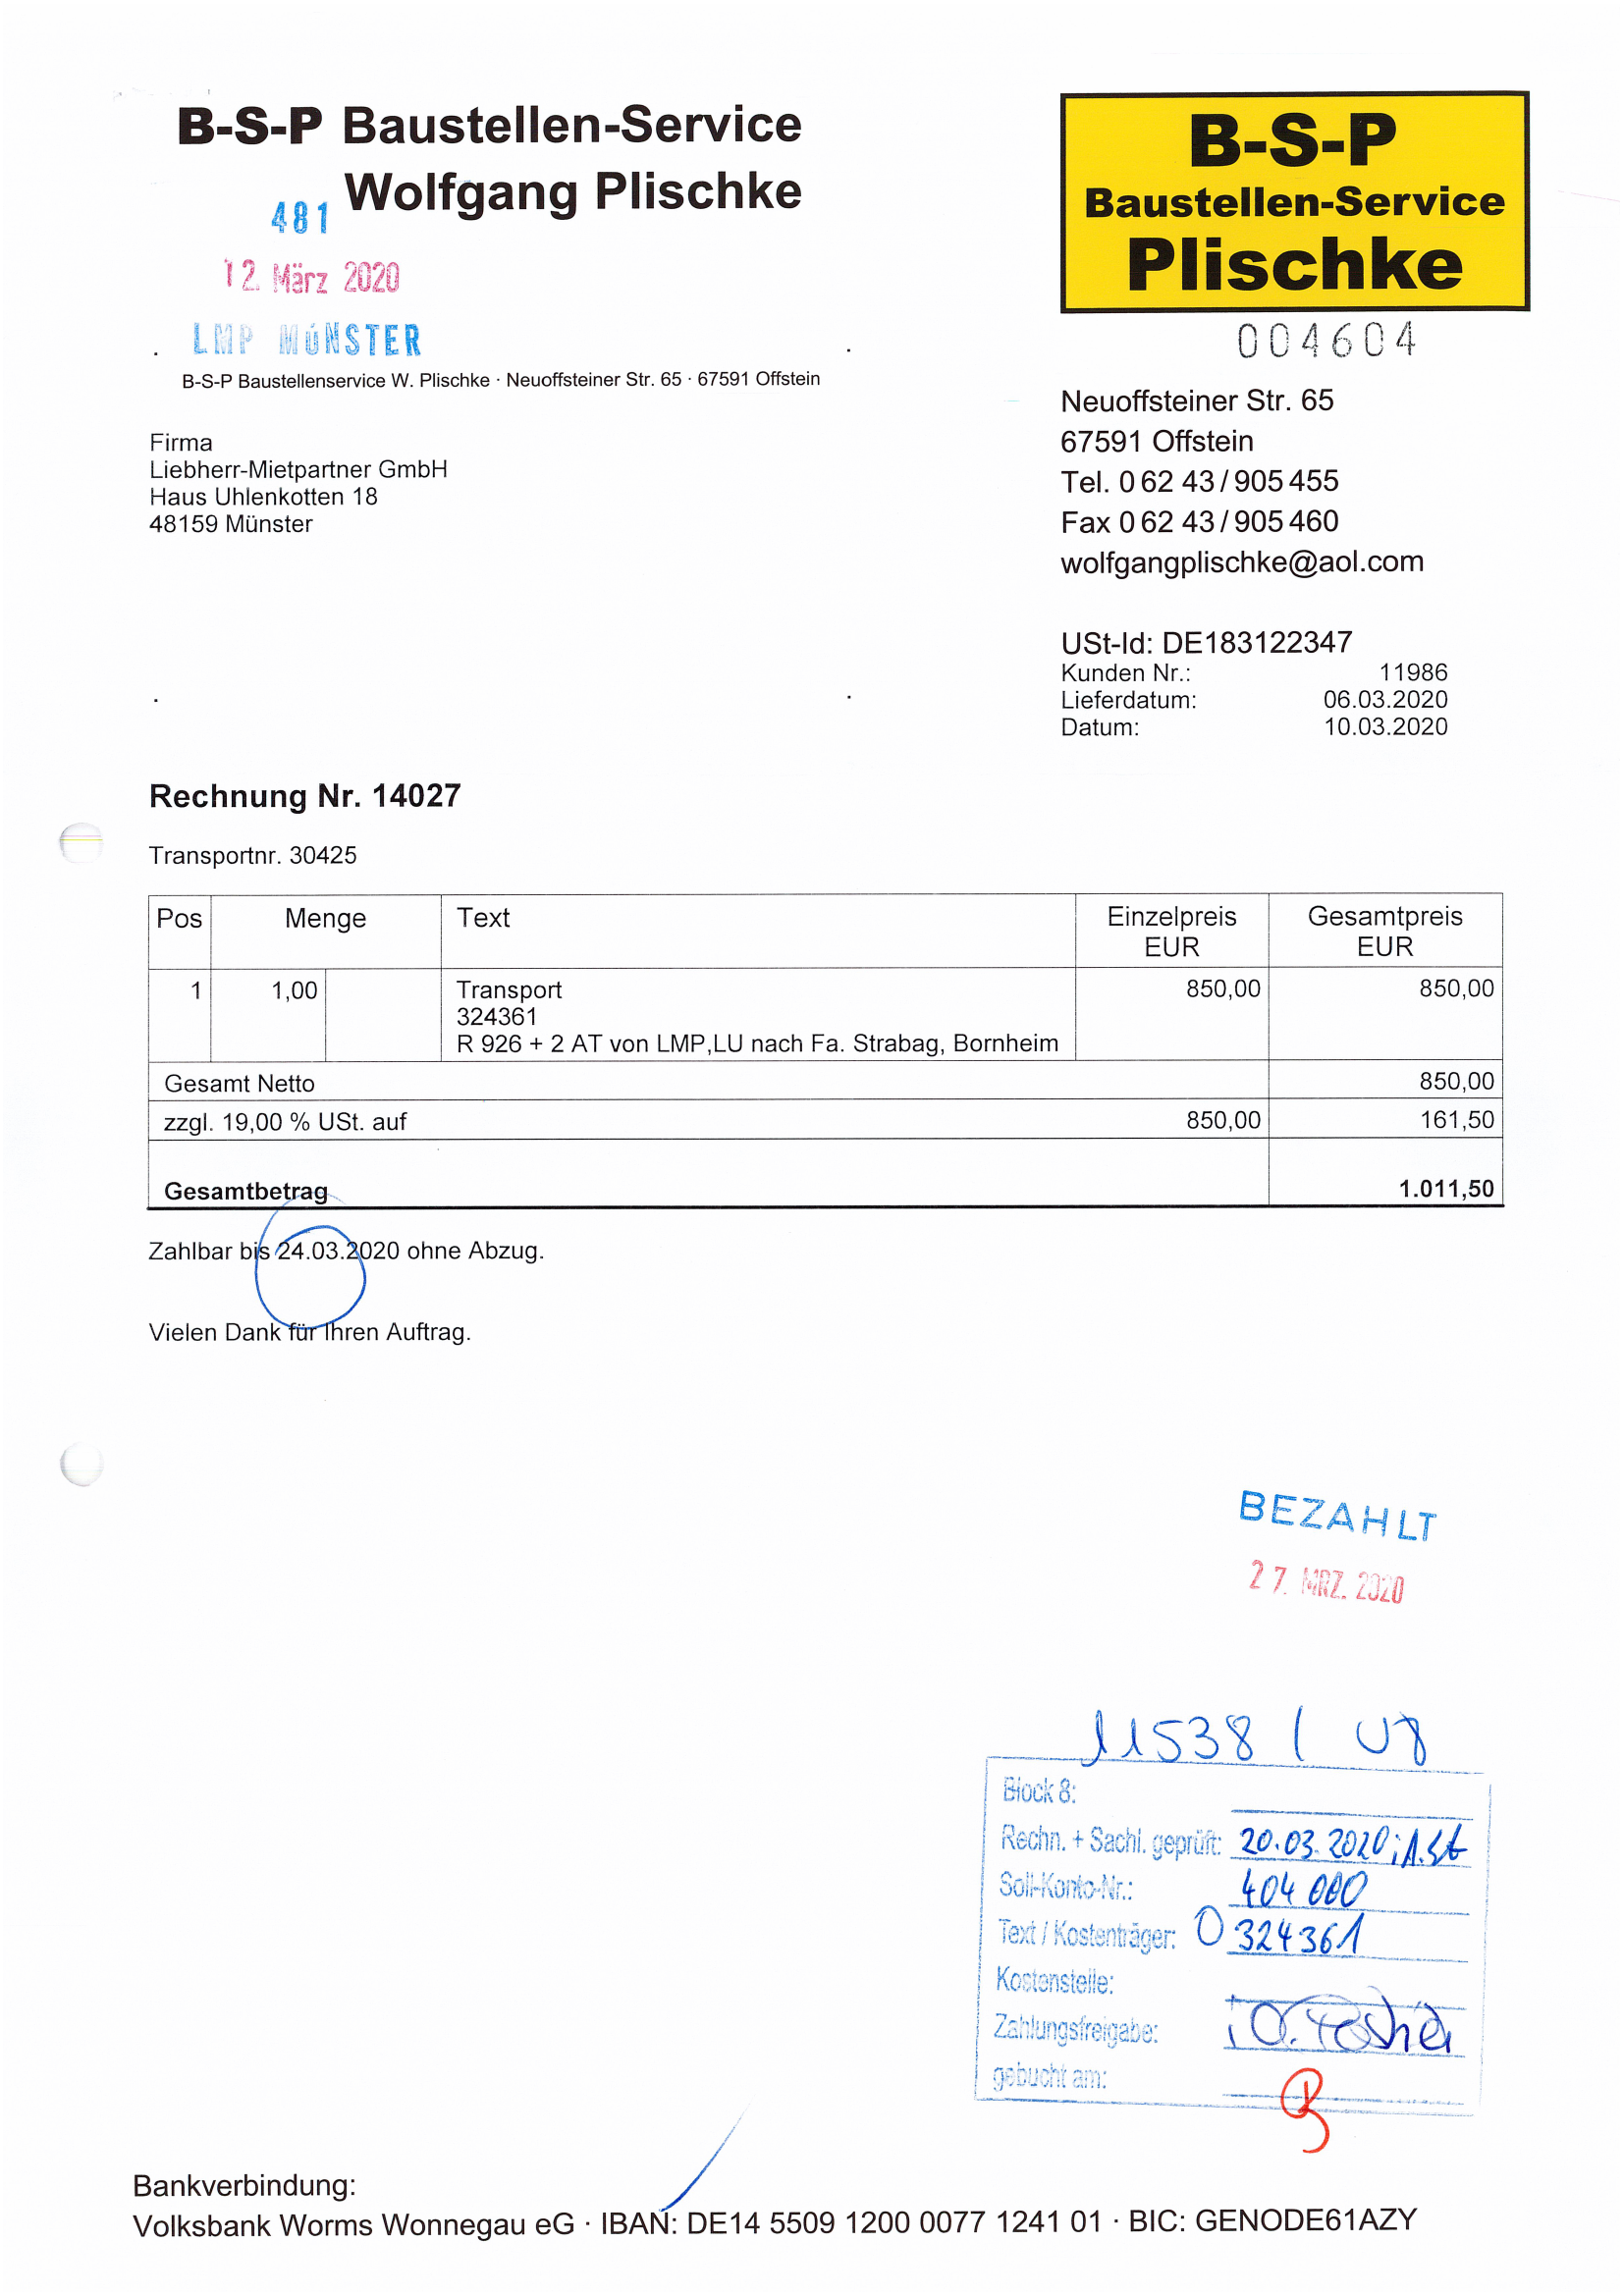 B-S-P Baustellen-Service
Wolfgang Plischke
481
12. März 2020
LMP MÜNSTER
B-S-P
Baustellen-Service
Plischke
004604
B-S-P Baustellenservice W. Plischke · Neuoffsteiner Str. 65 · 67591 Offstein
Neuoffsteiner Str. 65
67591 Offstein
Tel. 0 62 43 / 905 455
Fax 0 62 43 / 905 460
wolfgangplischke@aol.com
Firma
Liebherr-Mietpartner GmbH
Haus Uhlenkotten 18
48159 Münster
USt-Id: DE183122347
Kunden Nr.: 11986
Lieferdatum: 06.03.2020
Datum: 10.03.2020
Rechnung Nr. 14027
Transportnr. 30425
Pos Menge Text Einzelpreis EUR Gesamtpreis EUR
1 1,00 Transport 850,00 850,00
324361
R 926 + 2 AT von LMP,LU nach Fa. Strabag, Bornheim
Gesamt Netto 850,00
zzgl. 19,00 % USt. auf 850,00 161,50
Gesamtbetrag 1.011,50
Zahlbar bis 24.03.2020 ohne Abzug.
Vielen Dank für Ihren Auftrag.
BEZAHLT
27. MRZ. 2020
11538 /
Block 8:
Rechn. + Sachl. geprüft: 20.03.2020
Soll-Konto-Nr.: 404 000
Text / Kostenträger: 0 324361
Kostenstelle:
Zahlungsfreigabe:
gebucht am:
Bankverbindung:
Volksbank Worms Wonnegau eG · IBAN: DE14 5509 1200 0077 1241 01 · BIC: GENODE61AZY